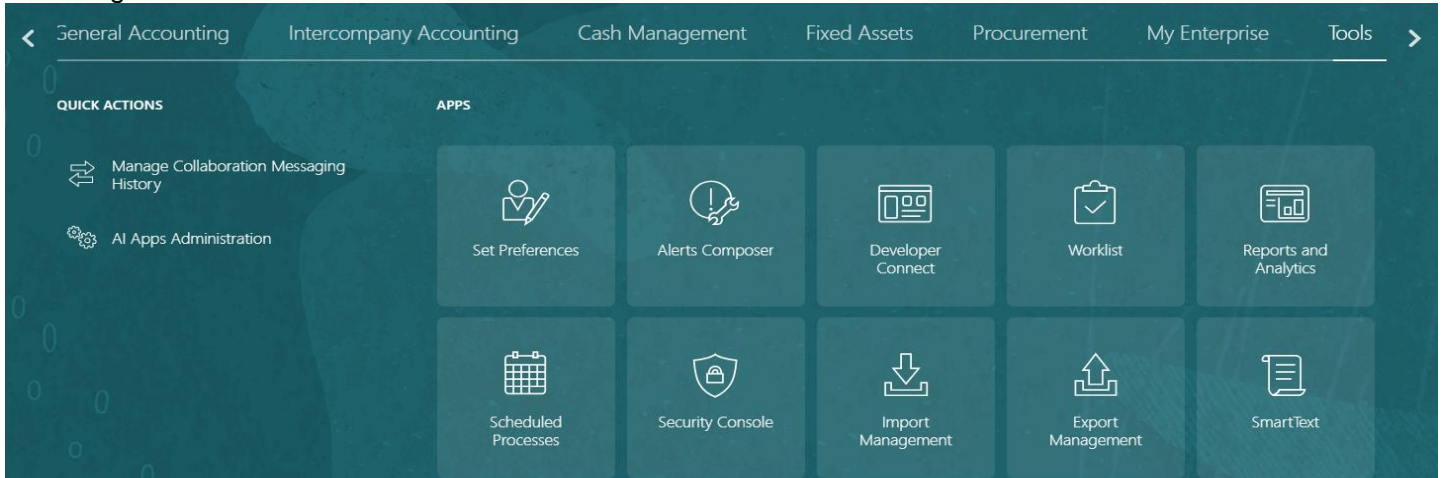 General Accounting Intercompany Accounting Cash Management Fixed Assets Procurement My Enterprise Tools
QUICK ACTIONS
Manage Collaboration Messaging
History
AI Apps Administration
APPS
Set Preferences
Alerts Composer
Developer
Connect
Worklist
Reports and
Analytics
Scheduled
Processes
Security Console
Import
Management
Export
Management
SmartText